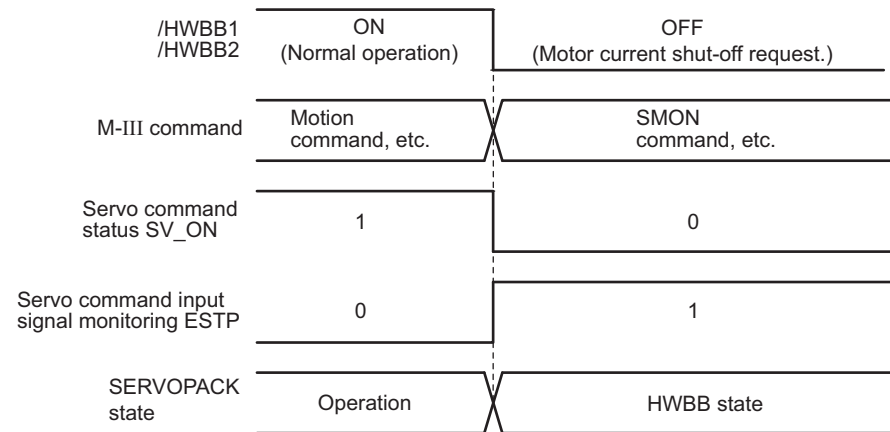 /HWBB1
/HWBB2
ON
(Normal operation)
OFF
(Motor current shut-off request.)
M-III command
Motion
command, etc.
SMON
command, etc.
Servo command
status SV_ON
1
0
Servo command input
signal monitoring ESTP
0
1
SERVOPACK
state
Operation
HWBB state